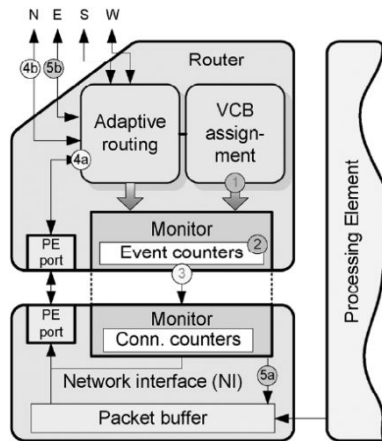 N E S W
4b 5b
Router
Adaptive
routing
VCB
assign-
ment
4a
1
Monitor
Event counters 2
PE
port
3
PE
port
Monitor
Conn. counters
Network interface (NI)
5a
Packet buffer
Processing Element